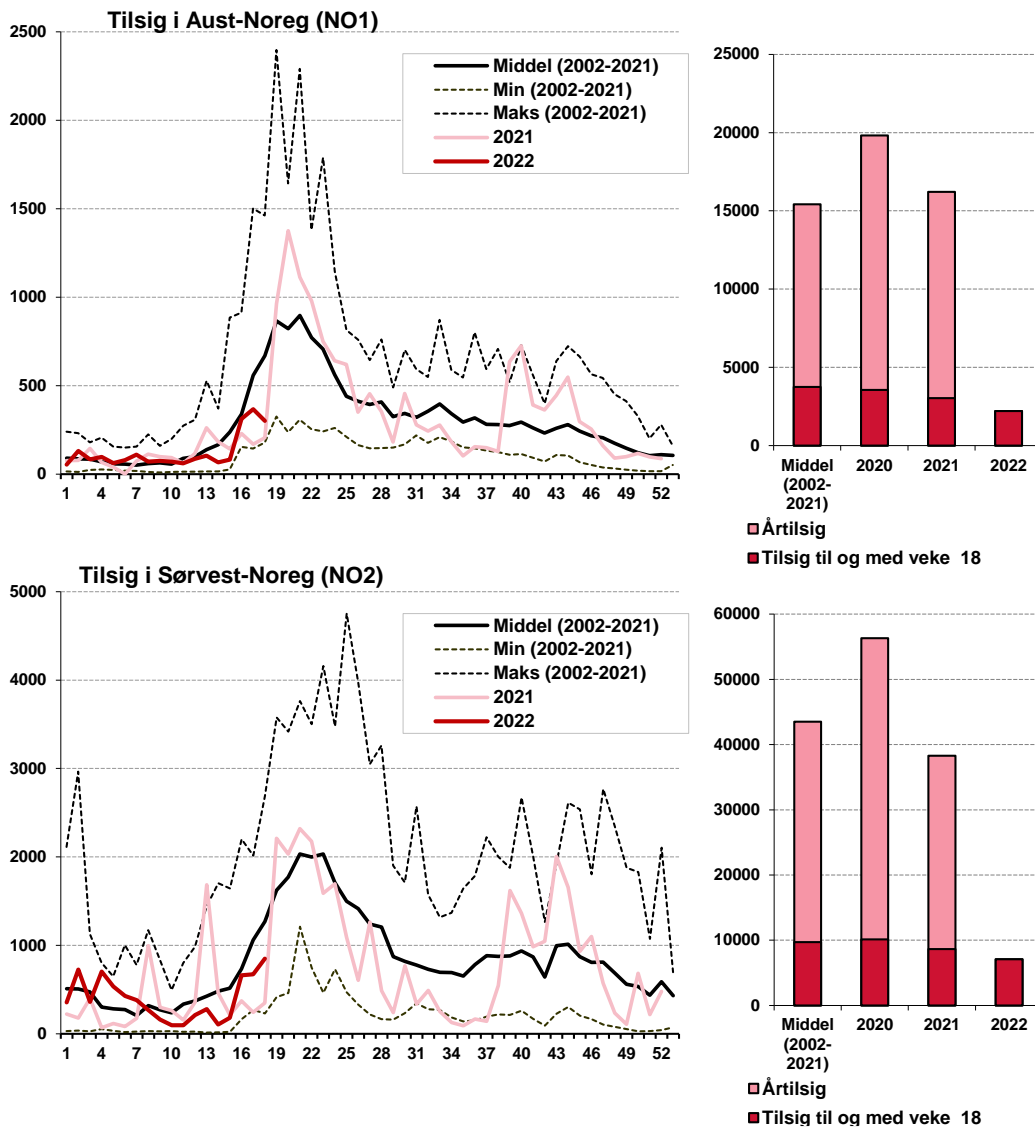 Tilsig i Aust-Noreg (NO1)
2500
2000
1500
1000
500
0
1 4 7 10 13 16 19 22 25 28 31 34 37 40 43 46 49 52
Middel (2002-2021)
Min (2002-2021)
Maks (2002-2021)
2021
2022
25000
20000
15000
10000
5000
0
Middel 2020 2021 2022
(2002-
2021)
Årtilsig
Tilsig til og med veke 18
Tilsig i Sørvest-Noreg (NO2)
5000
4000
3000
2000
1000
0
1 4 7 10 13 16 19 22 25 28 31 34 37 40 43 46 49 52
Middel (2002-2021)
Min (2002-2021)
Maks (2002-2021)
2021
2022
60000
50000
40000
30000
20000
10000
0
Middel 2020 2021 2022
(2002-
2021)
Årtilsig
Tilsig til og med veke 18